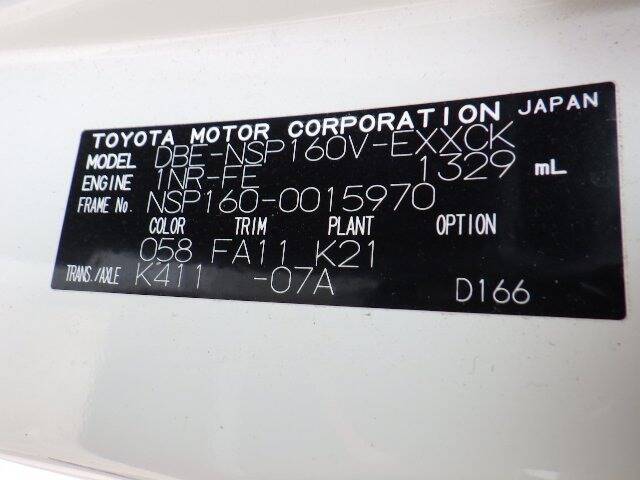 TOYOTA MOTOR CORPORATION JAPAN
MODEL DBE-NSP160V-EXXCK
ENGINE 1NR-FE 1329 mL
FRAME No. NSP160-0015970
COLOR TRIM PLANT OPTION
058 FA11 K21
TRANS./AXLE K411 -07A
D166